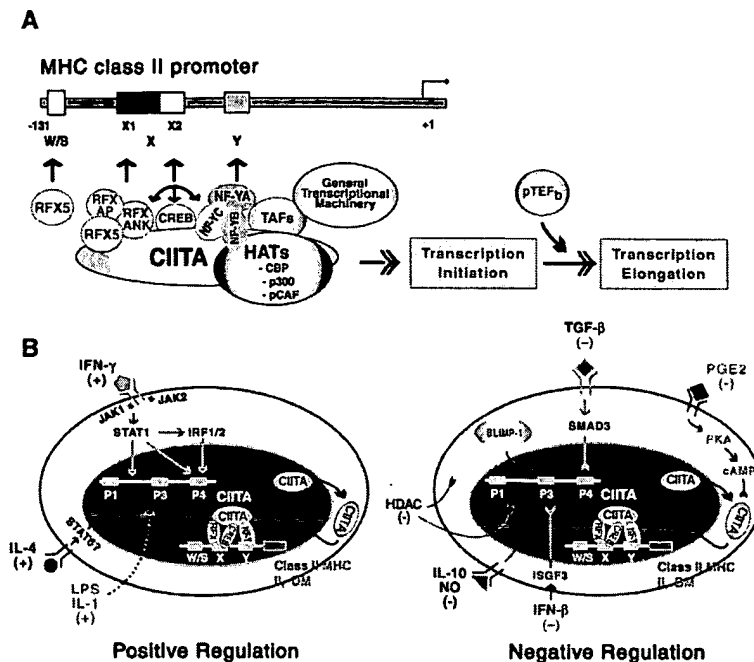 A
MHC class II promoter
-131
+1
X1
X2
W/B
X
Y
RFX5
RFX
AP
RFX
ANK
RFX5
CREB
NF-YA
NF-YC
NF-YB
TAFs
General
Transcriptional
Machinery
CIITA
HATs
- CBP
- p300
- pCAF
Transcription
Initiation
pTEFb
Transcription
Elongation
B
IFN-γ
(+)
JAK1
JAK2
STAT1
IRF1/2
P1
P3
P4
CIITA
CIITA
CIITA
CIITA
STAT6?
IL-4
(+)
LPS
IL-1
(+)
W/S
X
Y
Class II MHC
Positive Regulation
TGF-β
(−)
PGE2
(-)
BLIMP-1
SMAD3
PKA
cAMP
P1
P3
P4
CIITA
CIITA
CIITA
CIITA
HDAC
(-)
IL-10
NO
(-)
ISGF3
IFN-β
(−)
W/S
X
Y
Class II MHC
Negative Regulation